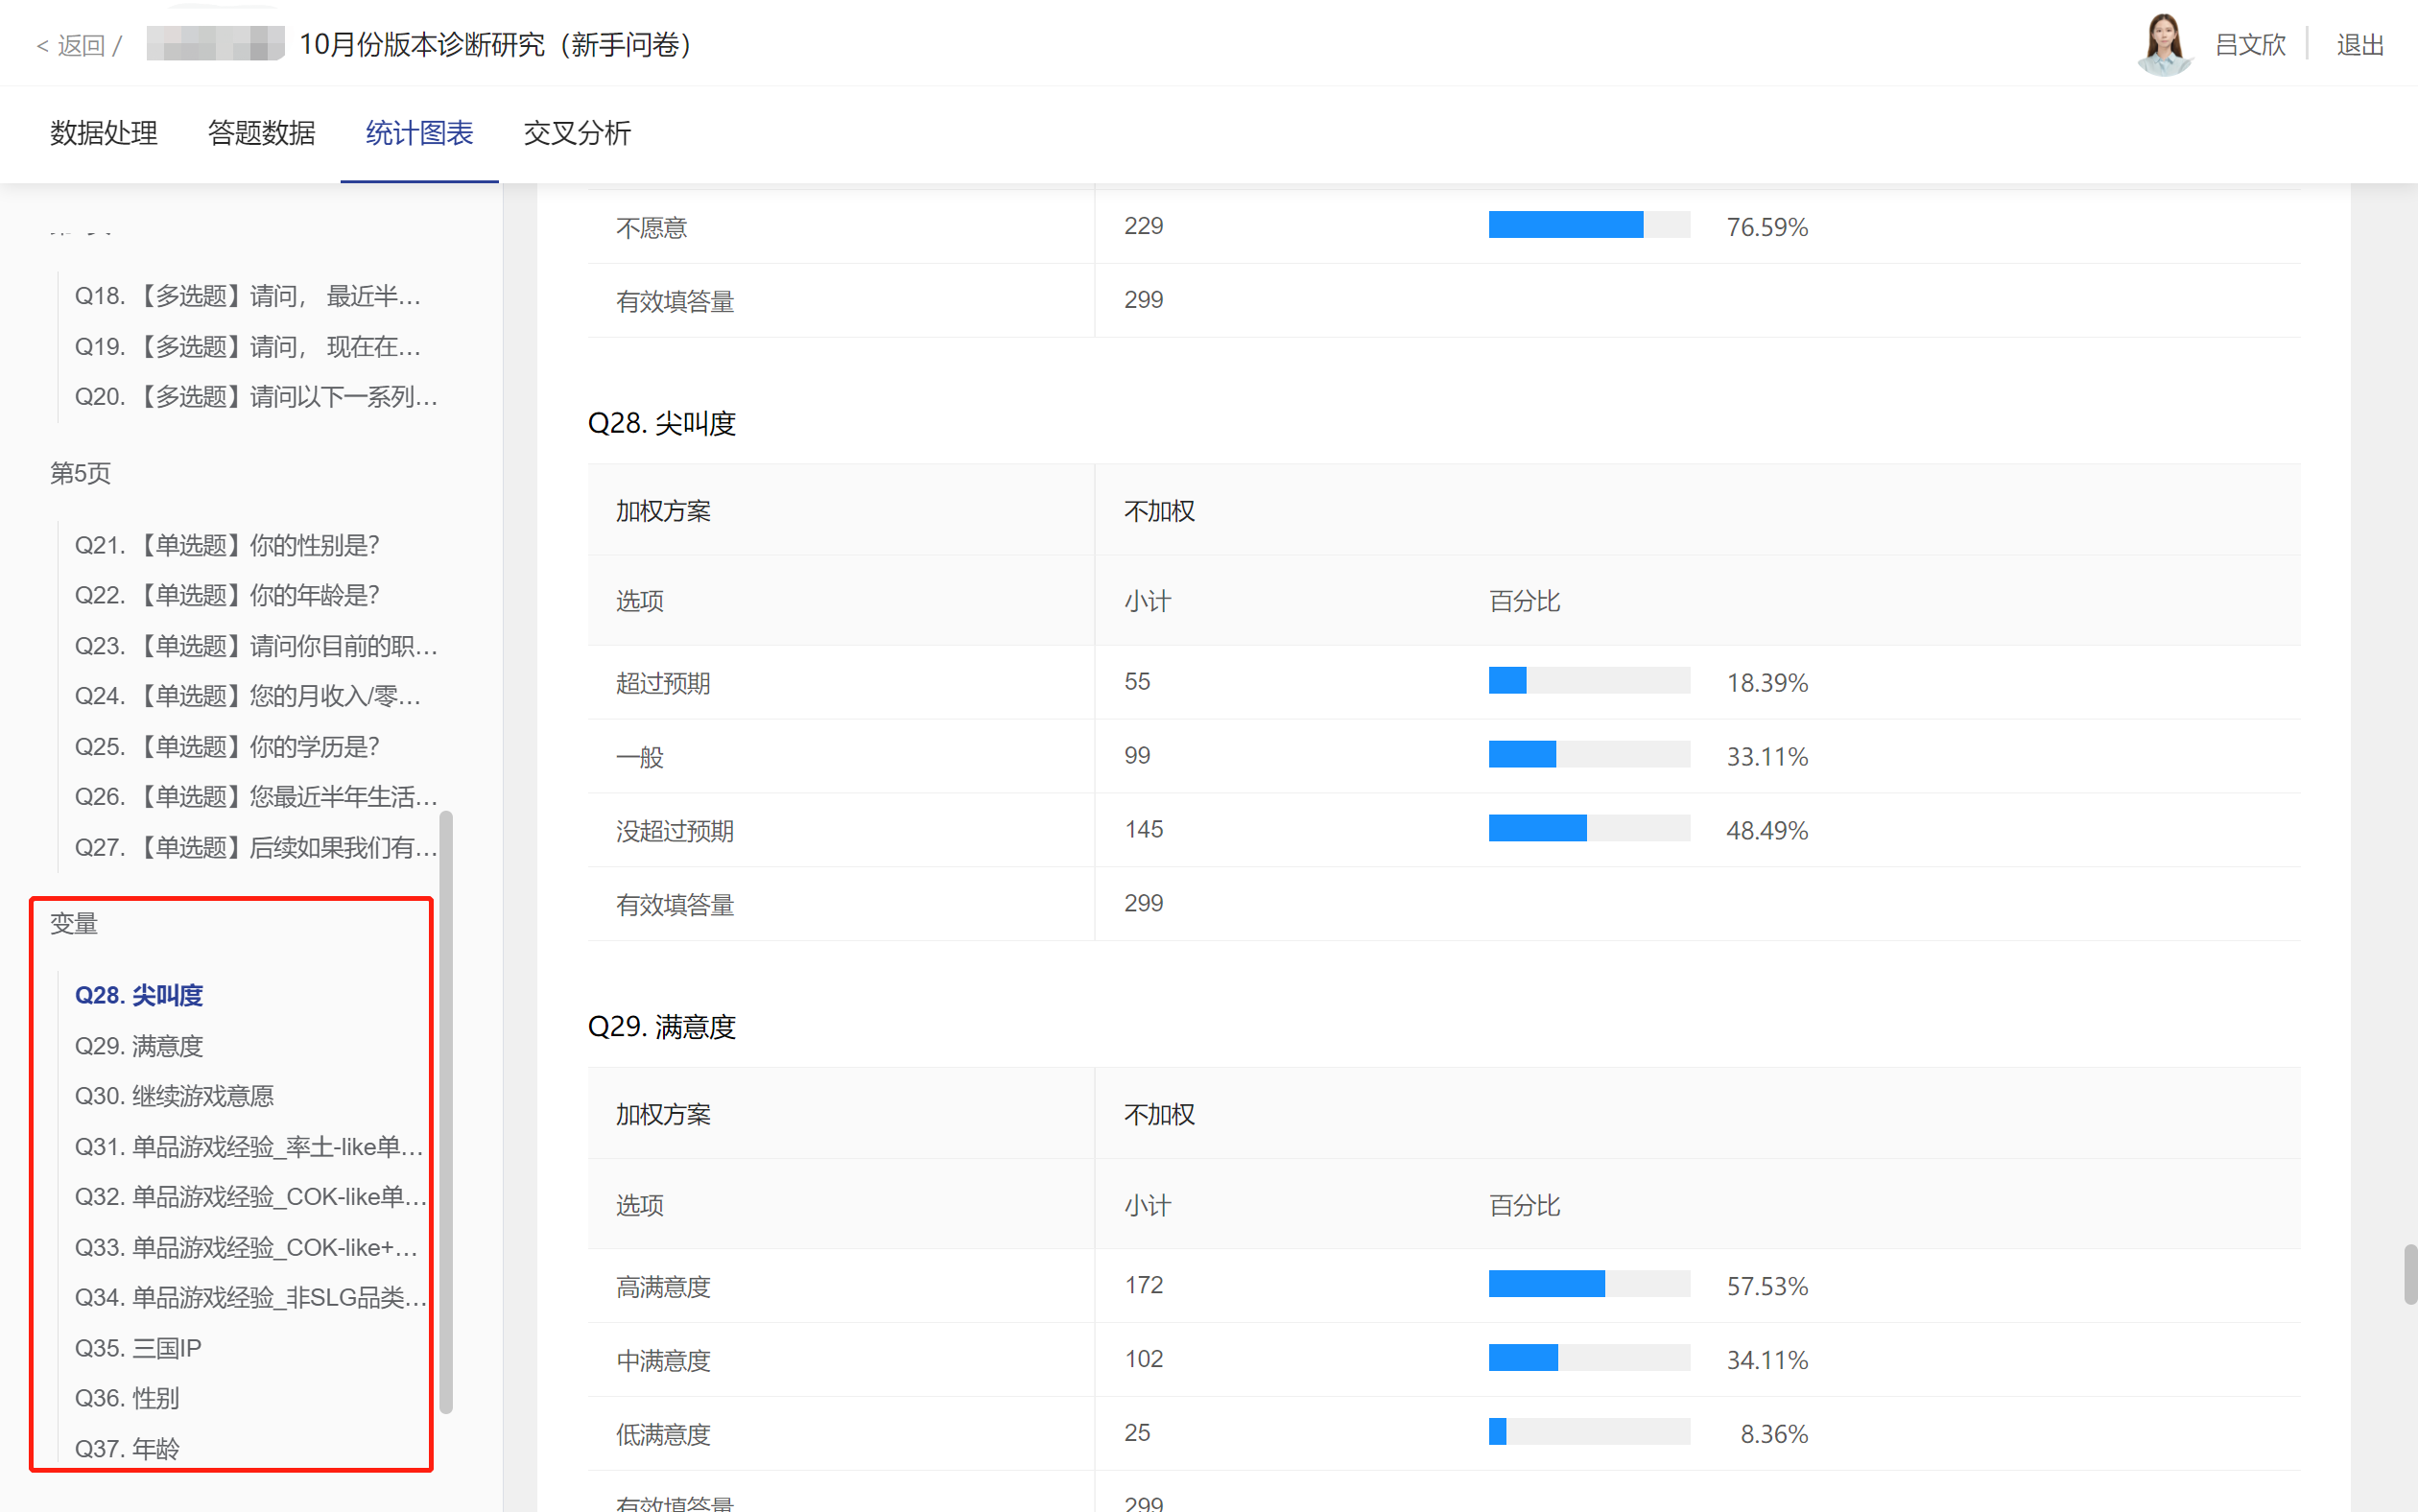 < 返回 / 10月份版本诊断研究（新手问卷）
吕文欣 退出
数据处理 答题数据 统计图表 交叉分析
Q18. 【多选题】请问， 最近半...
Q19. 【多选题】请问， 现在在...
Q20. 【多选题】请问以下一系列...
第5页
Q21. 【单选题】你的性别是？
Q22. 【单选题】你的年龄是？
Q23. 【单选题】请问你目前的职...
Q24. 【单选题】您的月收入/零...
Q25. 【单选题】你的学历是？
Q26. 【单选题】您最近半年生活...
Q27. 【单选题】后续如果我们有...
变量
Q28. 尖叫度
Q29. 满意度
Q30. 继续游戏意愿
Q31. 单品游戏经验_率土-like单...
Q32. 单品游戏经验_COK-like单...
Q33. 单品游戏经验_COK-like+...
Q34. 单品游戏经验_非SLG品类...
Q35. 三国IP
Q36. 性别
Q37. 年龄
不愿意 229 76.59%
有效填答量 299
Q28. 尖叫度
加权方案 不加权
选项 小计 百分比
超过预期 55 18.39%
一般 99 33.11%
没超过预期 145 48.49%
有效填答量 299
Q29. 满意度
加权方案 不加权
选项 小计 百分比
高满意度 172 57.53%
中满意度 102 34.11%
低满意度 25 8.36%
有效填答量 299